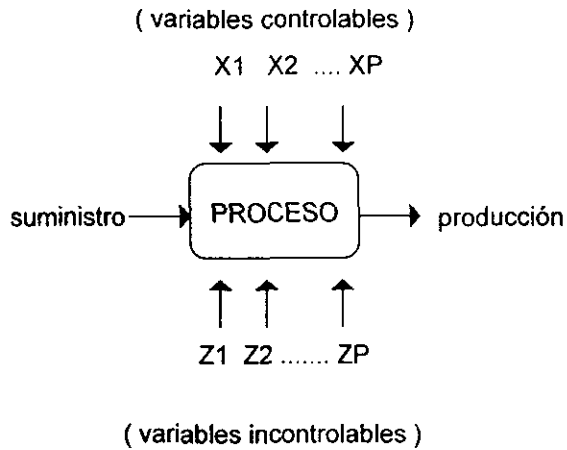 ( variables controlables )
X1 X2 .... XP
suministro PROCESO producción
Z1 Z2 ....... ZP
( variables incontrolables )